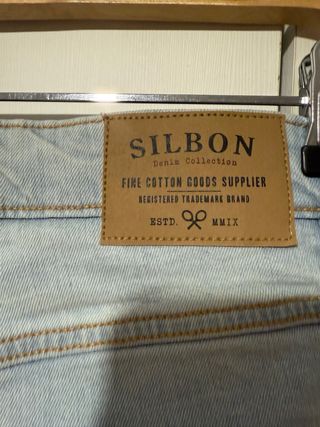 SILBON
Denim Collection
FINE COTTON GOODS SUPPLIER
REGISTERED TRADEMARK BRAND
ESTD. MMIX